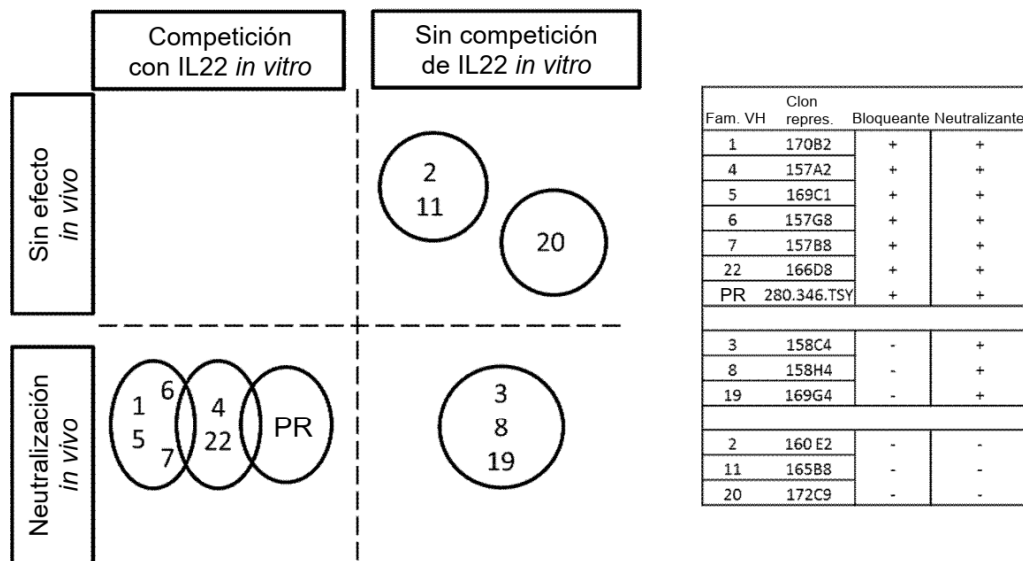 Competición
con IL22 in vitro
Sin competición
de IL22 in vitro
Sin efecto
in vivo
2
11
20
Neutralización
in vivo
1
6
5
7
4
22
PR
3
8
19
Fam. VH Clon repres. Bloqueante Neutralizante
1 170B2 + +
4 157A2 + +
5 169C1 + +
6 157G8 + +
7 157B8 + +
22 166D8 + +
PR 280.346.TSY + +
3 158C4 - +
8 158H4 - +
19 169G4 - +
2 160 E2 - -
11 165B8 - -
20 172C9 - -